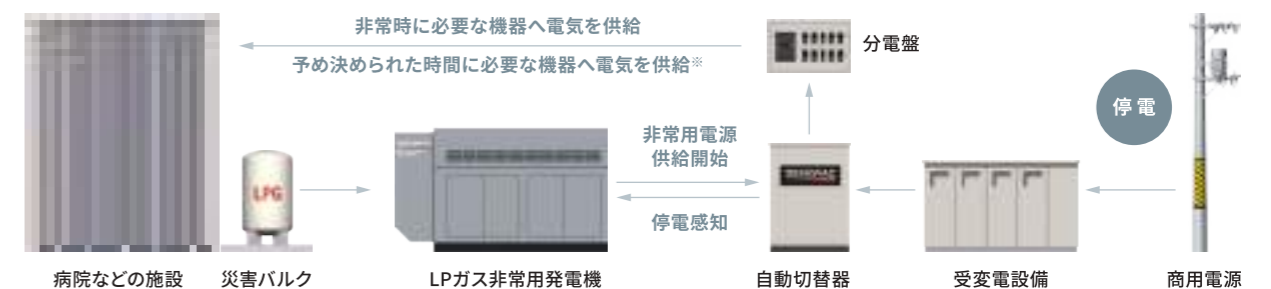 非常時に必要な機器へ電気を供給
予め決められた時間に必要な機器へ電気を供給※
分電盤
停電
非常用電源
供給開始
停電感知
LPG
病院などの施設
災害バルク
LPガス非常用発電機
自動切替器
受変電設備
商用電源